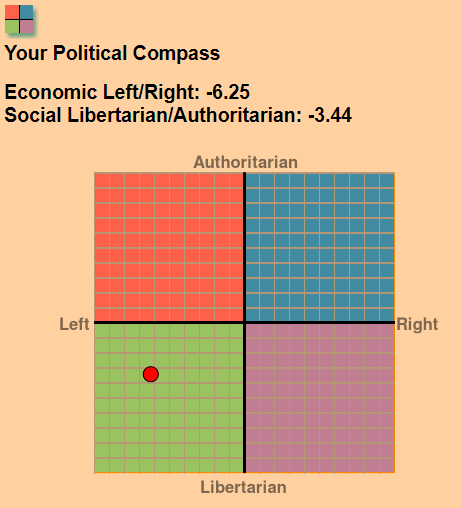 Your Political Compass
Economic Left/Right: -6.25
Social Libertarian/Authoritarian: -3.44
Authoritarian
Left
Right
Libertarian